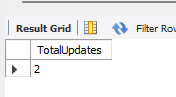 Result Grid Filter Row
TotalUpdates
2